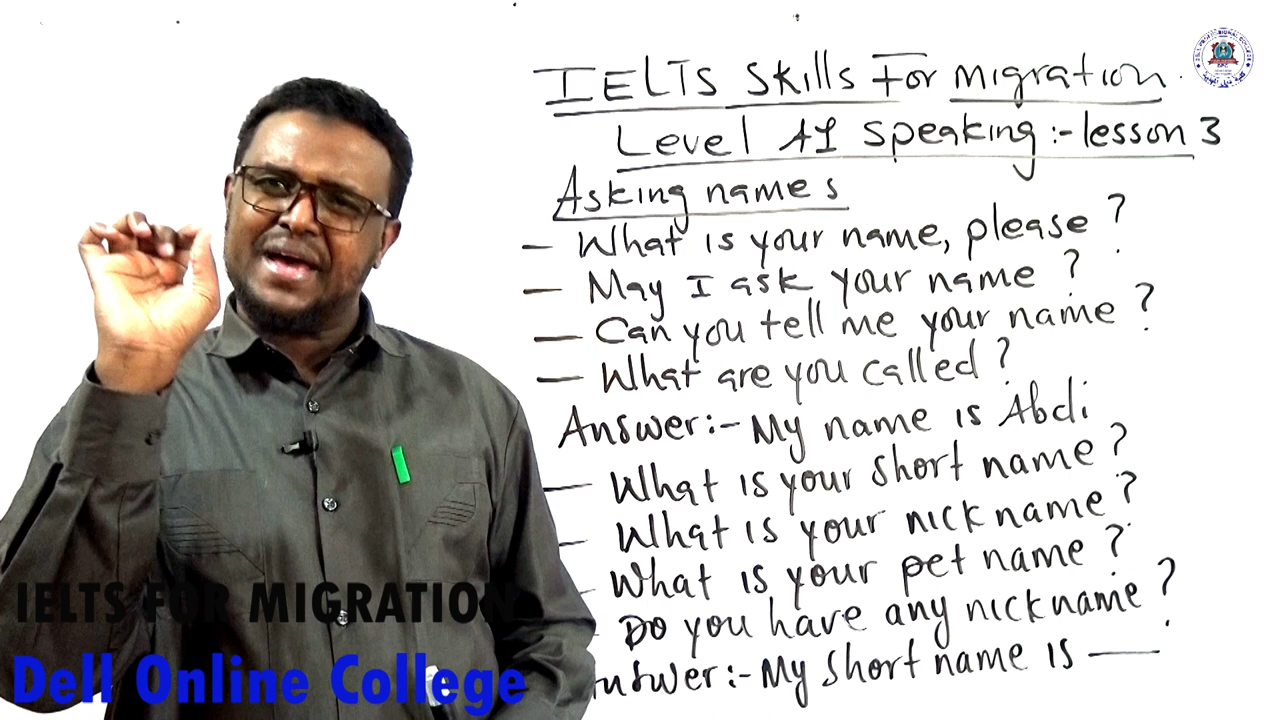 IELTS Skills For Migration
Level A1 Speaking:- lesson 3
Asking names
- What is your name, please?
- May I ask your name?
- Can you tell me your name?
- What are you called?
Answer:- My name is Abdi
- What is your short name?
- What is your nick name?
- What is your pet name?
- Do you have any nickname?
Answer:- My short name is —
IELTS FOR MIGRATION
Dell Online College